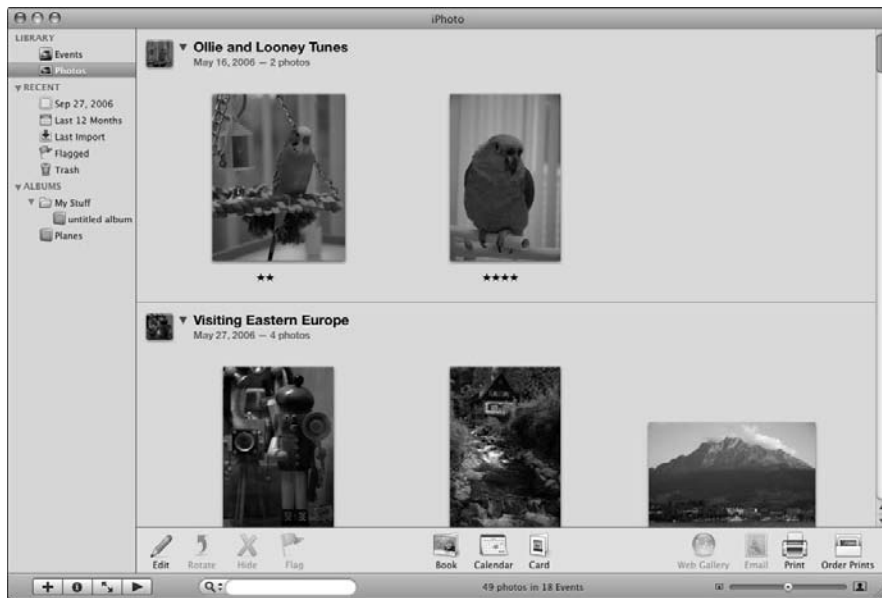 iPhoto
LIBRARY
Events
Photos
RECENT
Sep 27, 2006
Last 12 Months
Last Import
Flagged
Trash
ALBUMS
My Stuff
untitled album
Planes
Ollie and Looney Tunes
May 16, 2006 — 2 photos
★★
★★★★
Visiting Eastern Europe
May 27, 2006 — 4 photos
Edit
Rotate
Hide
Flag
Book
Calendar
Card
Web Gallery
Email
Print
Order Prints
49 photos in 18 Events